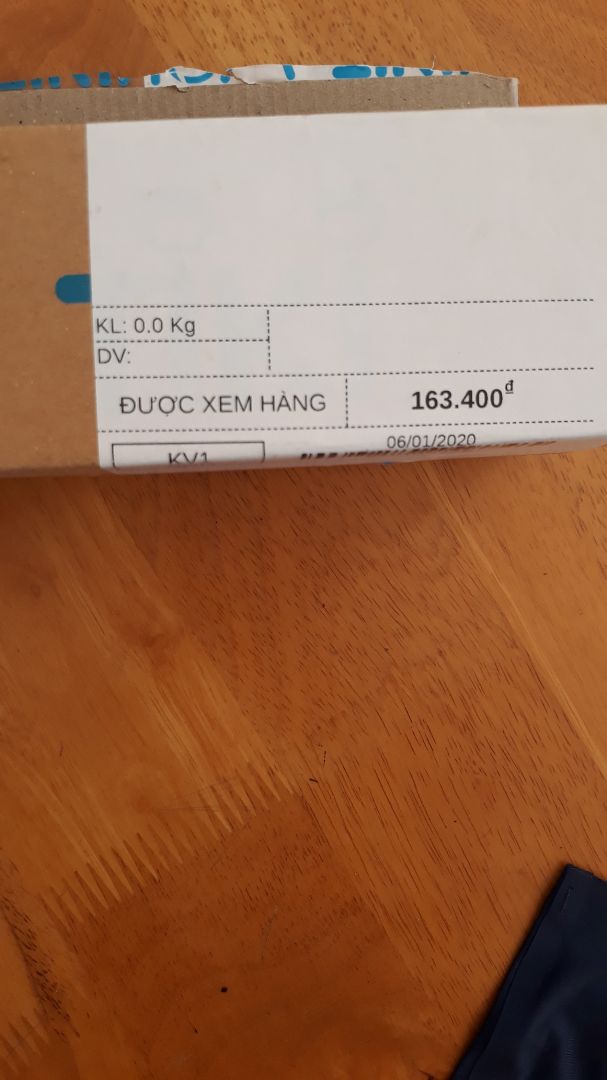 KL: 0.0 Kg
DV:
ĐƯỢC XEM HÀNG
163.400đ
06/01/2020
KV1